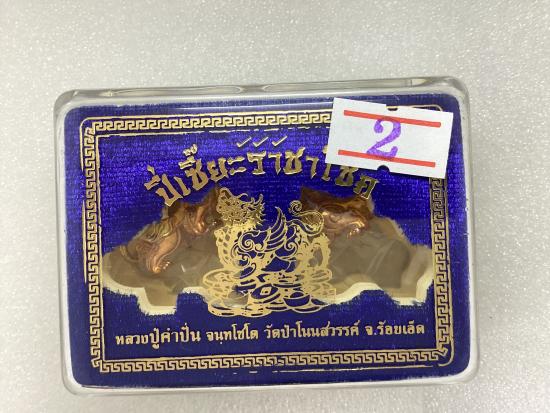 2
ปี่เซี๊ยะราชาโชค
หลวงปู่คำปั่น จนฺทโชโต วัดป่าโนนสวรรค์ จ.ร้อยเอ็ด